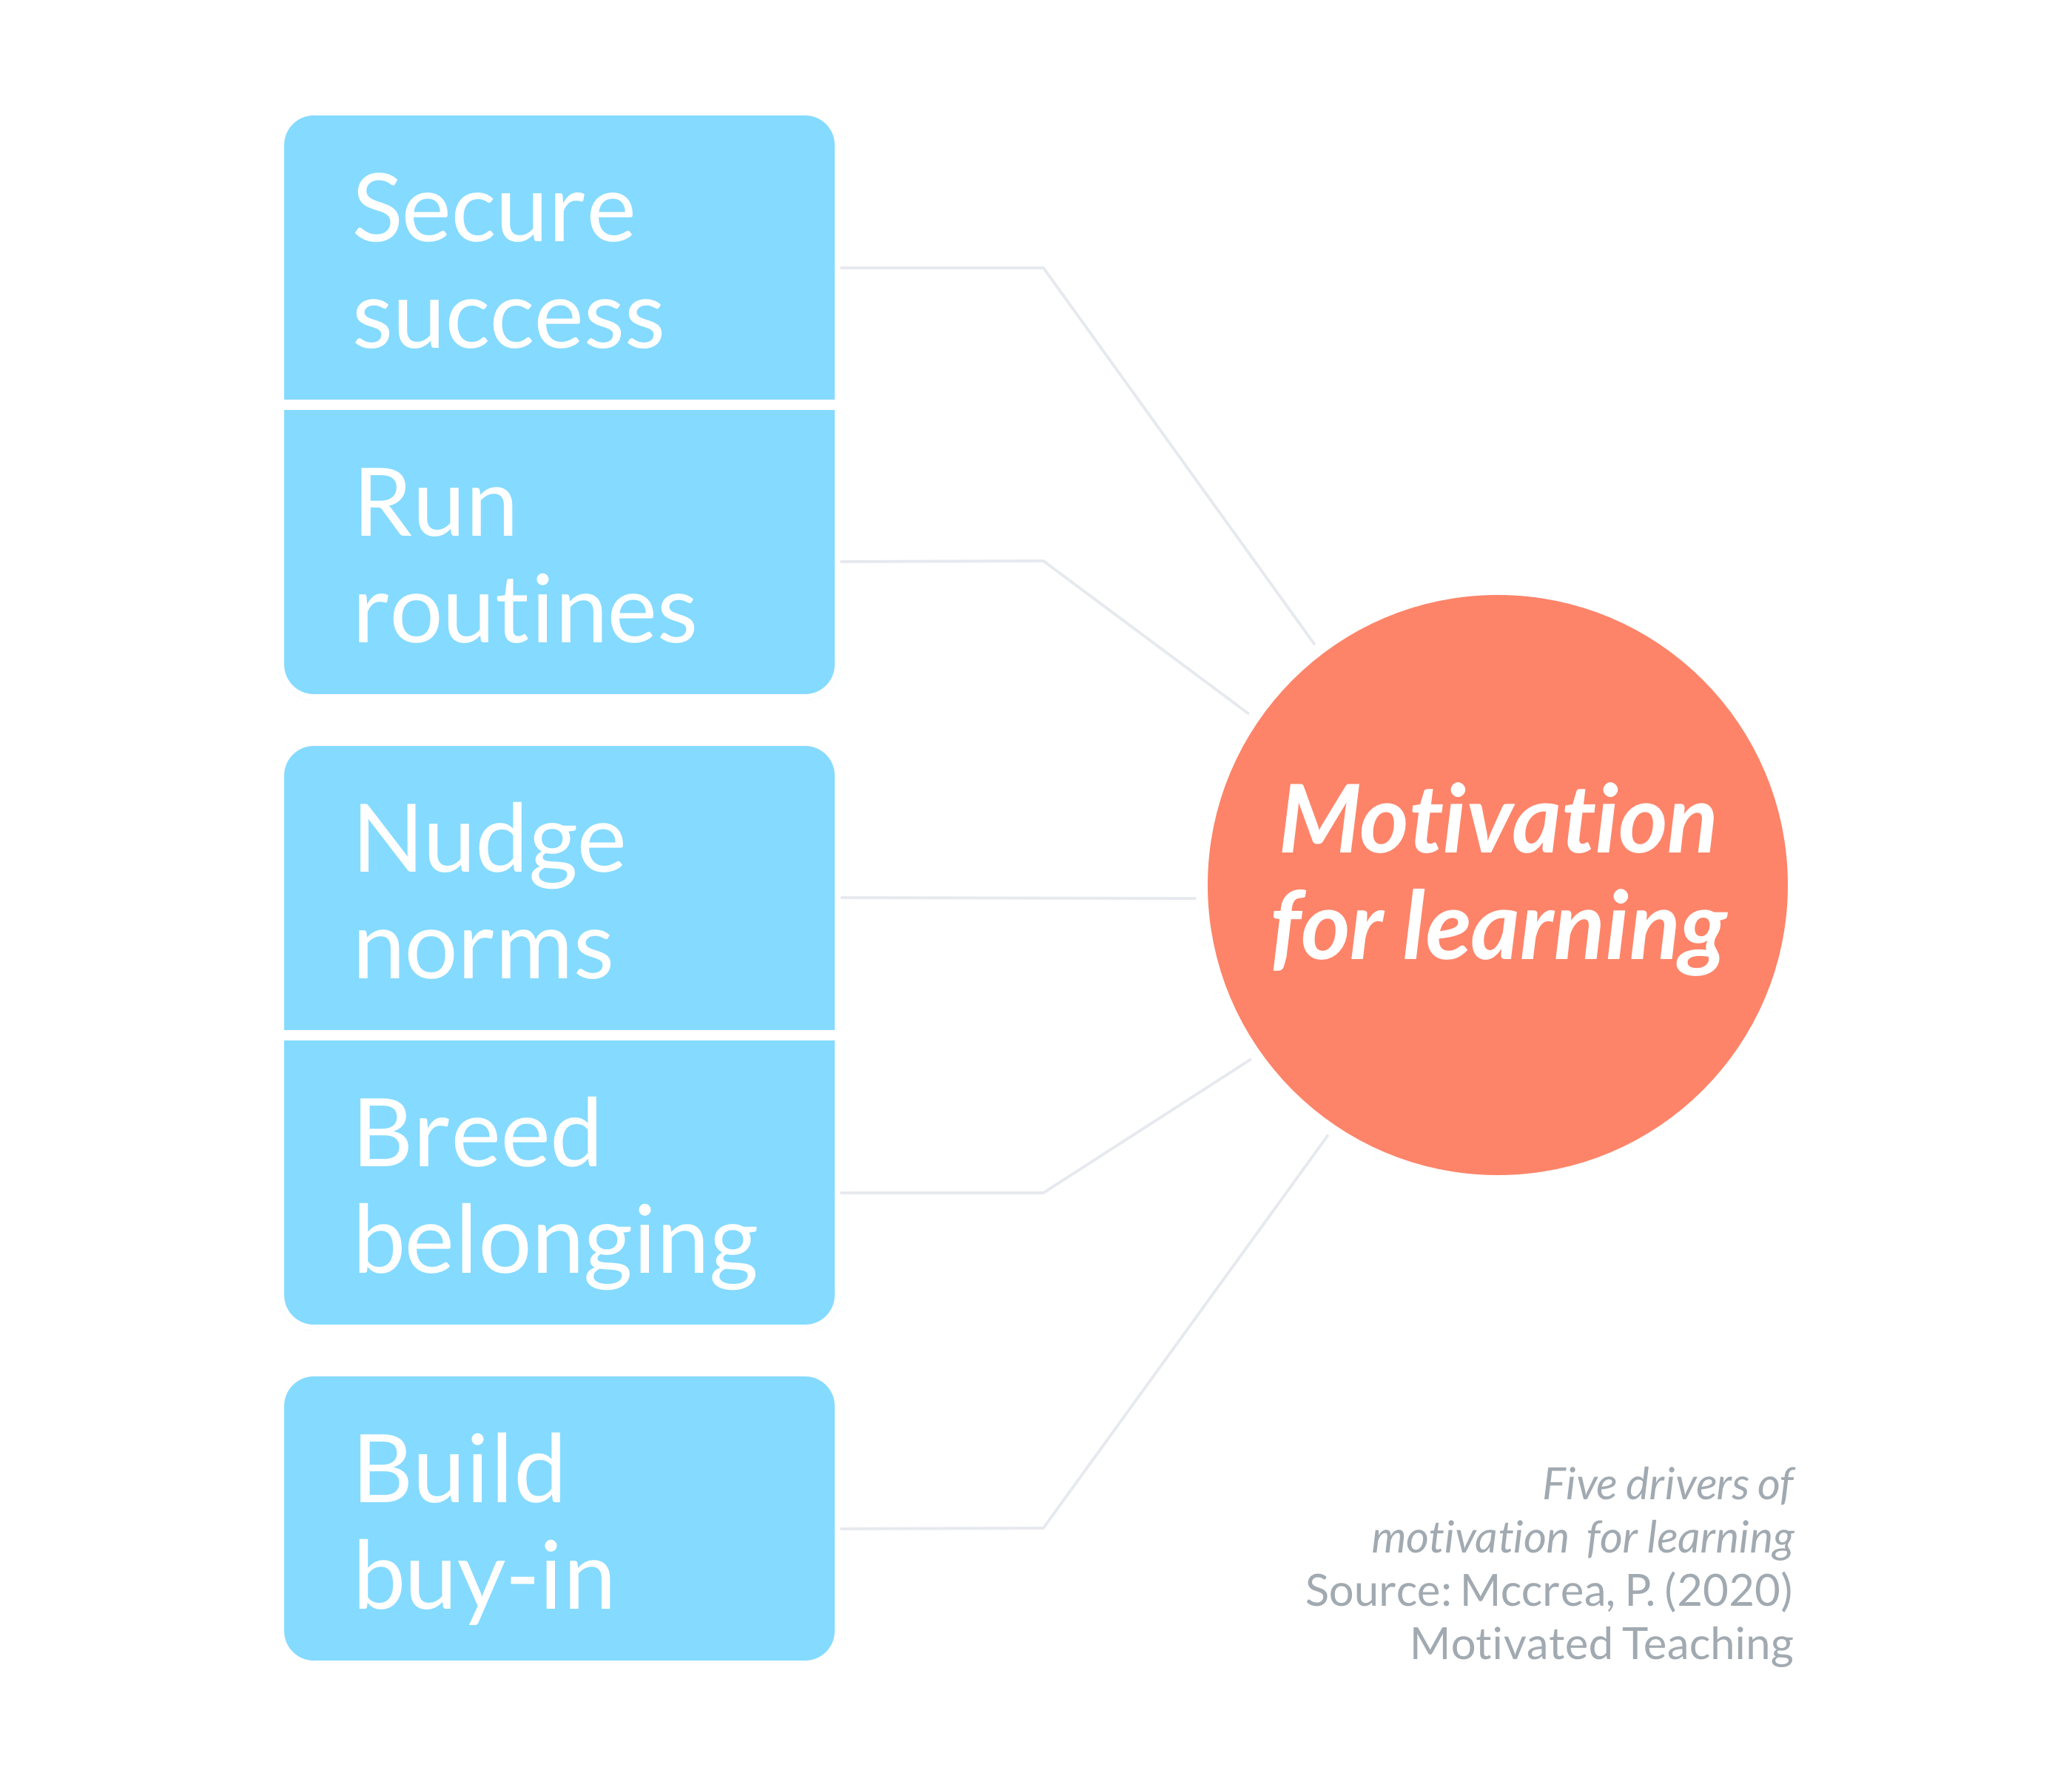 Secure
success
Run
routines
Nudge
norms
Breed
belonging
Build
buy-in
Motivation
for learning
Five drivers of
motivation for learning
Source: Mccrea, P. (2020)
Motivated Teaching